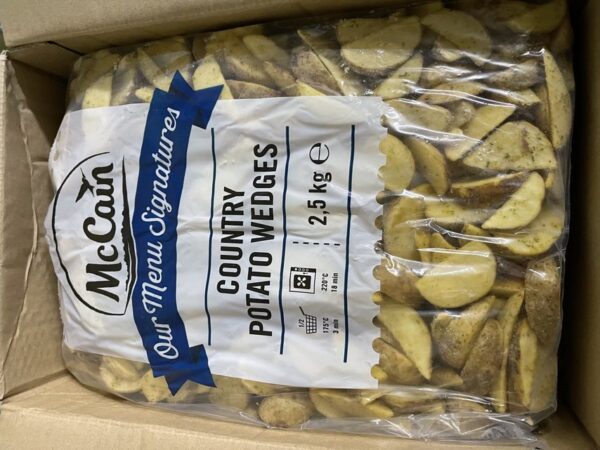 McCain
Our Menu Signatures
COUNTRY
POTATO WEDGES
2,5 kg ℮
220°C
18 min
1/2
175°C
3 min